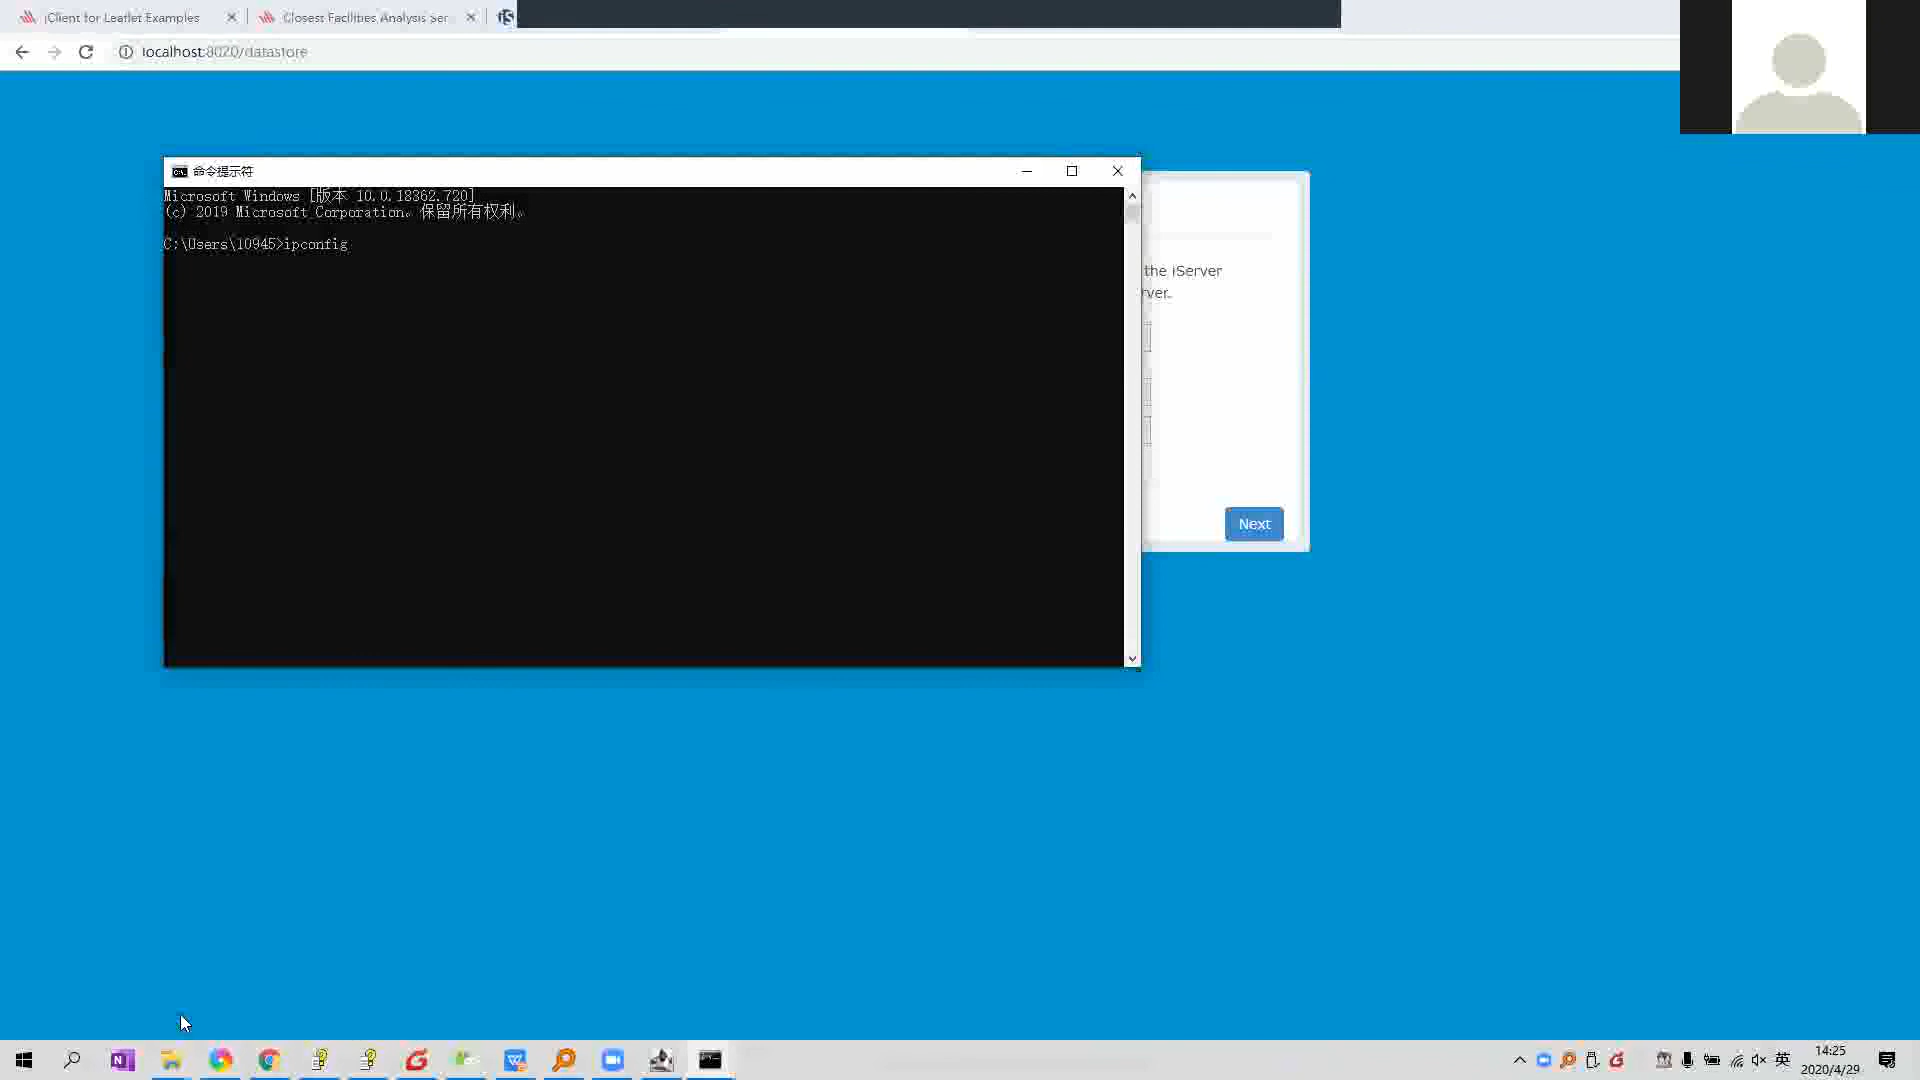 iClient for Leaflet Examples
Closest Facilities Analysis Ser
localhost:8020/datastore
命令提示符
Microsoft Windows [版本 10.0.18362.720]
(c) 2019 Microsoft Corporation。保留所有权利。
C:\Users\10945>ipconfig
the iServer
rver.
Next
英
14:25
2020/4/29